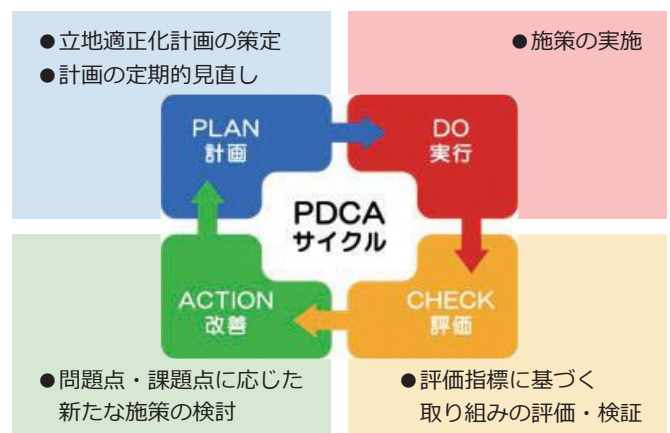 ●立地適正化計画の策定
●計画の定期的見直し
●施策の実施
PLAN
計画
DO
実行
PDCA
サイクル
ACTION
改善
CHECK
評価
●問題点・課題点に応じた
新たな施策の検討
●評価指標に基づく
取り組みの評価・検証